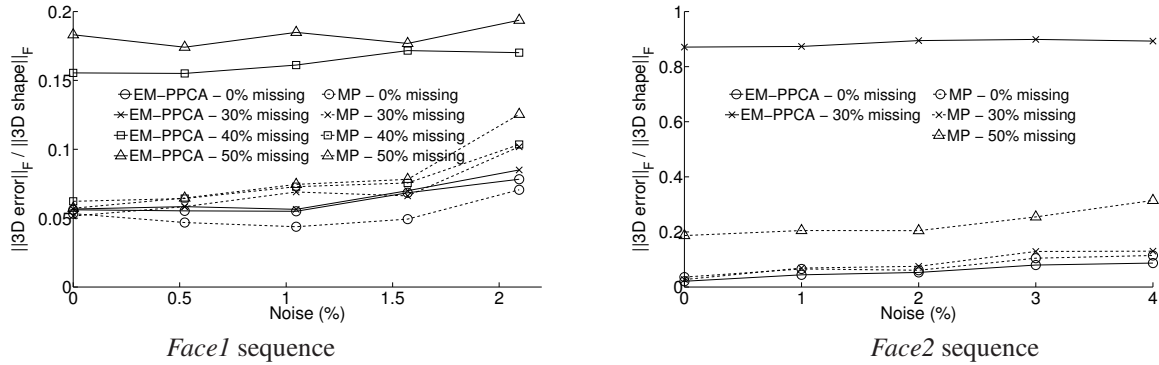 0.2
0.15
0.1
0.05
0
||3D error||F / ||3D shape||F
EM−PPCA − 0% missing
EM−PPCA − 30% missing
EM−PPCA − 40% missing
EM−PPCA − 50% missing
MP − 0% missing
MP − 30% missing
MP − 40% missing
MP − 50% missing
0 0.5 1 1.5 2
Noise (%)
Face1 sequence
1
0.8
0.6
0.4
0.2
0
||3D error||F / ||3D shape||F
EM−PPCA − 0% missing
EM−PPCA − 30% missing
MP − 0% missing
MP − 30% missing
MP − 50% missing
0 1 2 3 4
Noise (%)
Face2 sequence